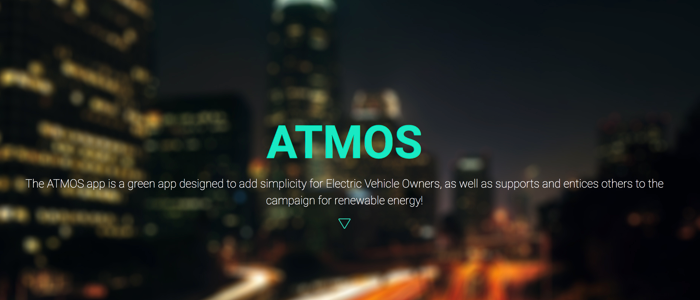 ATMOS
The ATMOS app is a green app designed to add simplicity for Electric Vehicle Owners, as well as supports and entices others to the
campaign for renewable energy!